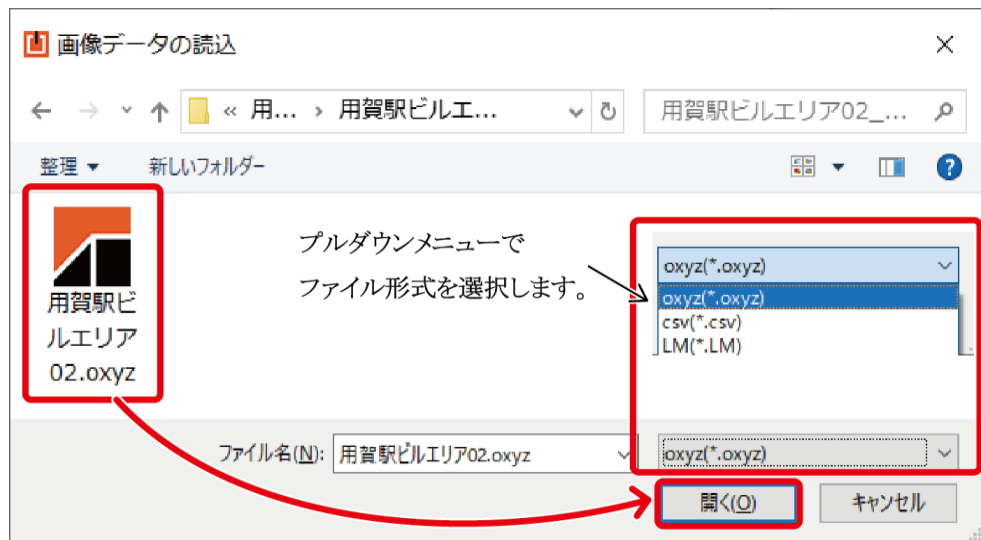 画像データの読込
« 用... › 用賀駅ビルエ...
用賀駅ビルエリア02_...
整理
新しいフォルダー
用賀駅ビ
ルエリア
02.oxyz
プルダウンメニューで
ファイル形式を選択します。
oxyz(*.oxyz)
oxyz(*.oxyz)
csv(*.csv)
LM(*.LM)
ファイル名(N):
用賀駅ビルエリア02.oxyz
oxyz(*.oxyz)
開く(O)
キャンセル